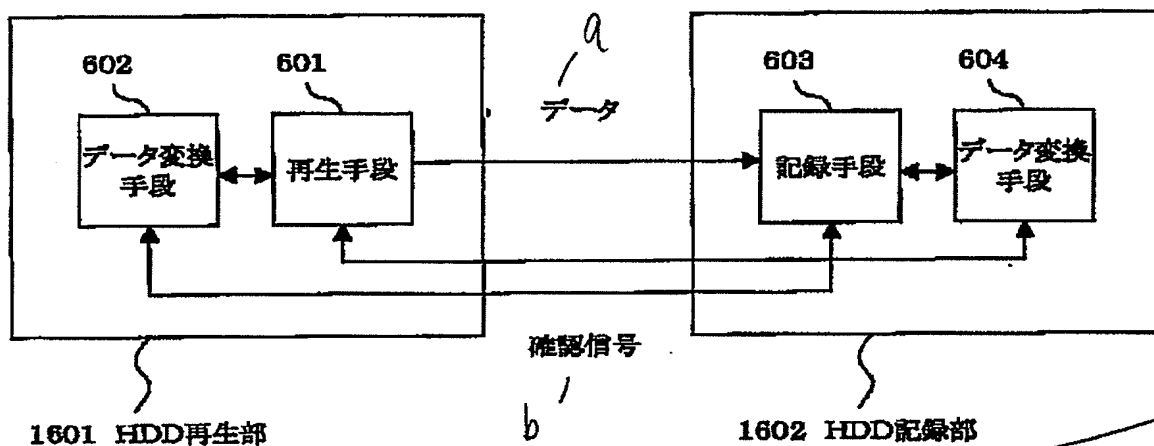 a
602
601
データ
603
604
データ変換
手段
再生手段
記録手段
データ変換
手段
確認信号
b
1601 HDD再生部
1602 HDD記録部